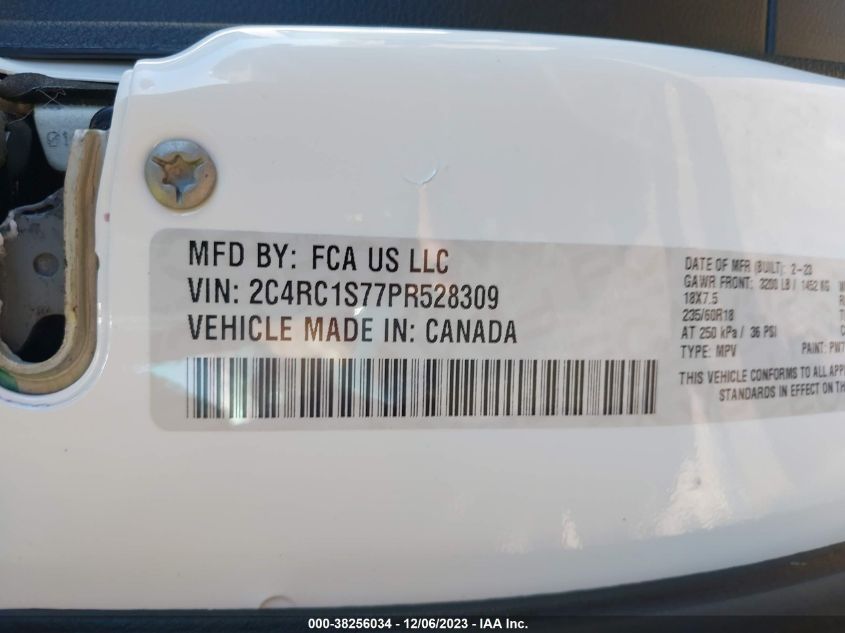 MFD BY: FCA US LLC
VIN: 2C4RC1S77PR528309
VEHICLE MADE IN: CANADA
DATE OF MFR (BUILT): 2-23
GAWR FRONT: 3200 LB / 1452 KG
18X7.5
235/60R18
AT 250 kPa / 36 PSI
TYPE: MPV
PAINT: PW7
THIS VEHICLE CONFORMS TO ALL APP
STANDARDS IN EFFECT ON TH
000-38256034 - 12/06/2023 - IAA Inc.